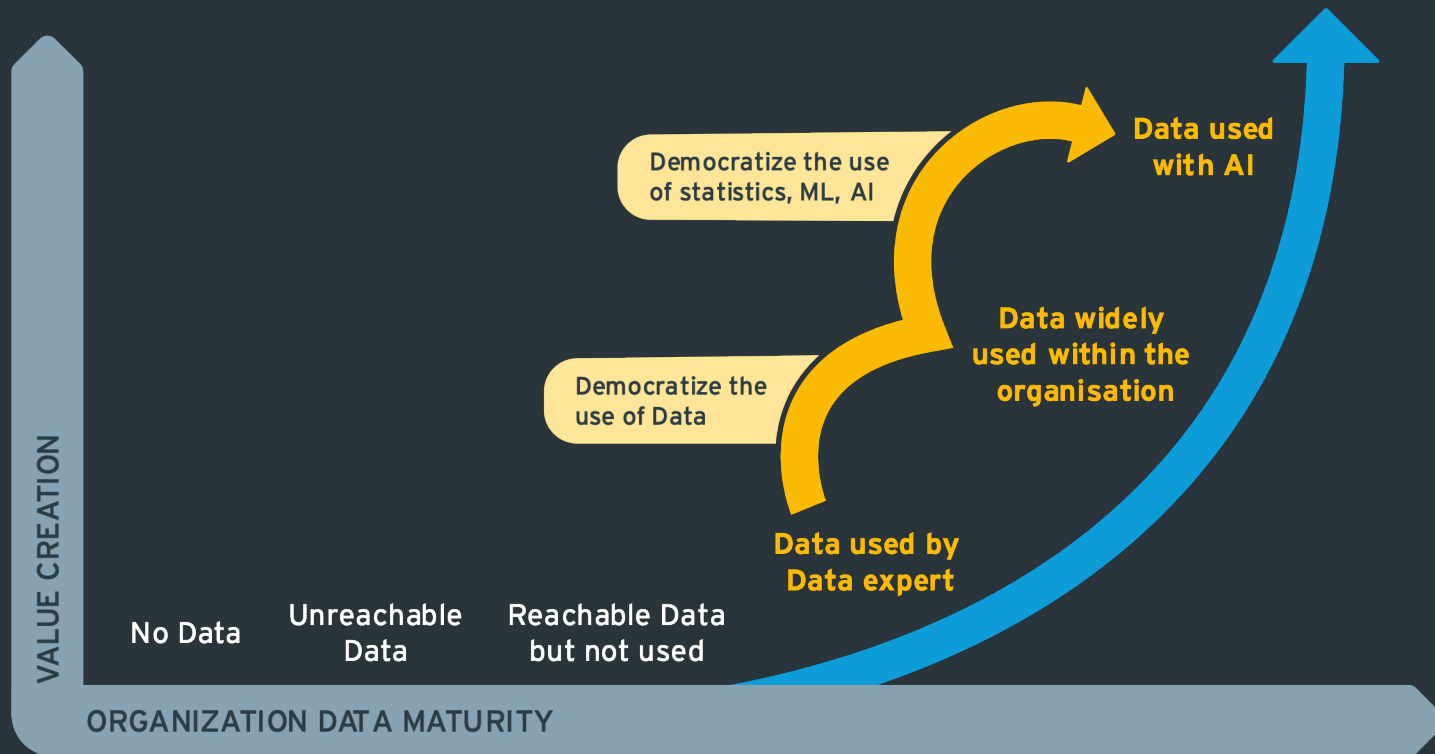 Data used
with AI
Democratize the use
of statistics, ML, AI
Data widely
used within the
organisation
Democratize the
use of Data
Data used by
Data expert
No Data
Unreachable
Data
Reachable Data
but not used
VALUE CREATION
ORGANIZATION DATA MATURITY